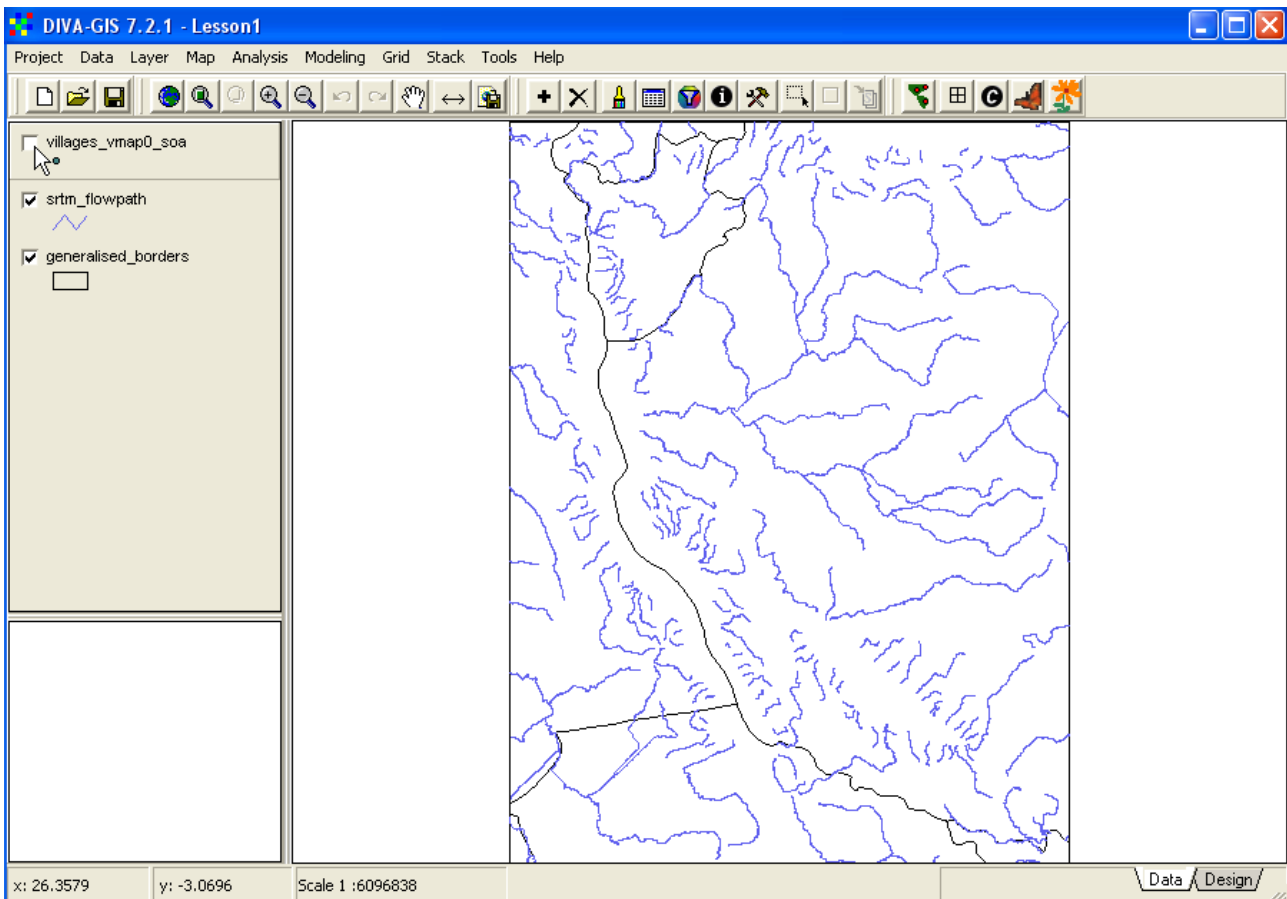 DIVA-GIS 7.2.1 - Lesson1
Project Data Layer Map Analysis Modeling Grid Stack Tools Help
villages_vmap0_soa
srtm_flowpath
generalised_borders
x: 26.3579 y: -3.0696 Scale 1 :6096838 Data Design